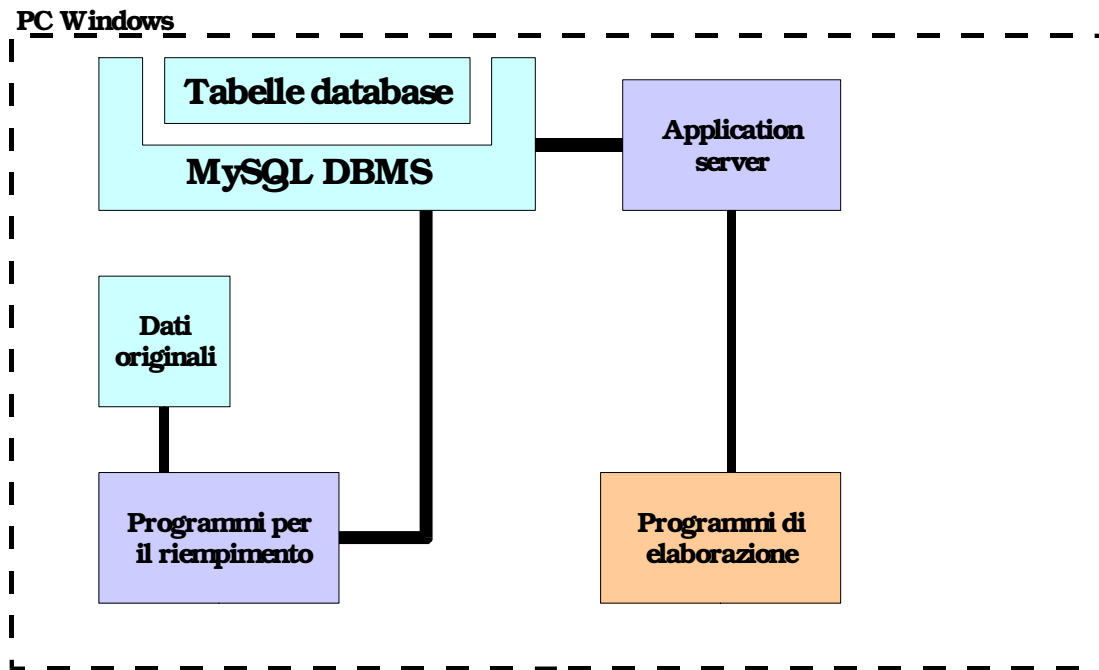 PC Windows
Tabelle database
MySQL DBMS
Application
server
Dati
originali
Programmi per
il riempimento
Programmi di
elaborazione